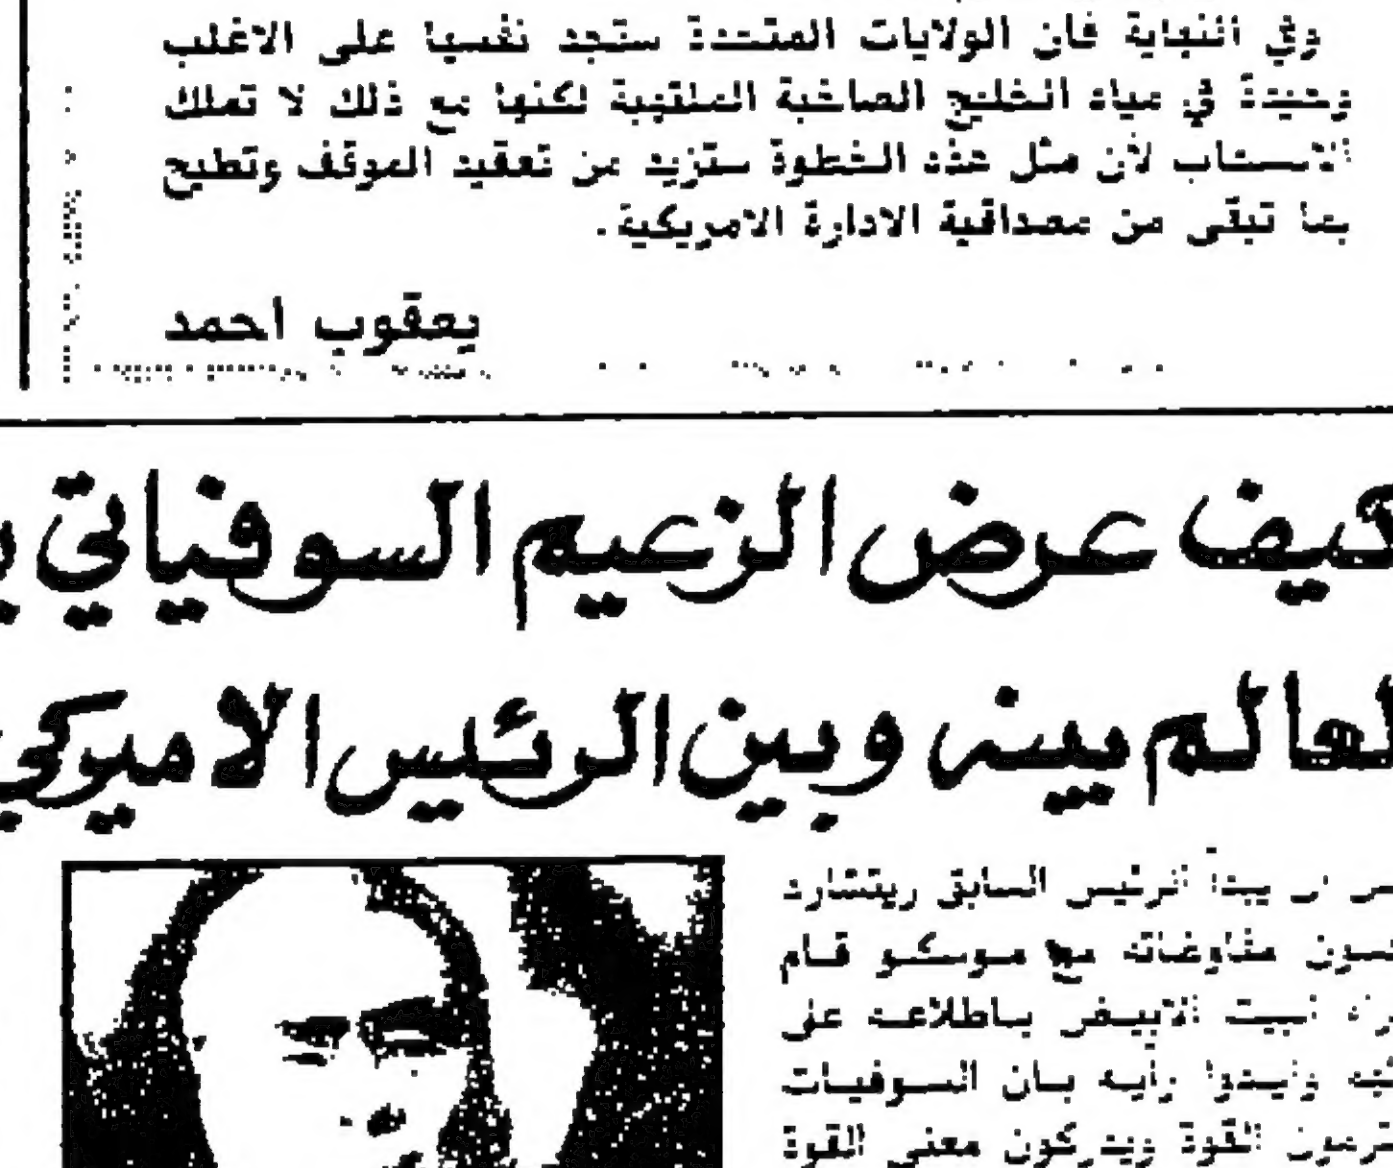 وفي النهاية فان الولايات المتحدة ستجد نفسها على الاغلب
وحيدة في مياه الخليج الصاخبة الملتهبة لكنها مع ذلك لا تملك
الانسحاب لأن مثل هذه الخطوة ستزيد من تعقيد الموقف وتطيح
بما تبقى من مصداقية الادارة الامريكية.
يعقوب احمد
كيف عرض الزعيم السوفياتي
العالم بينه وبين الرئيس الاميركي
يبدأ الرئيس السابق ريتشارد
مفاوضاته مع موسكو قام
البيت الابيض باطلاعه على
وايدوا رأيه بان السوفيات
القوة ويدركون معنى القوة